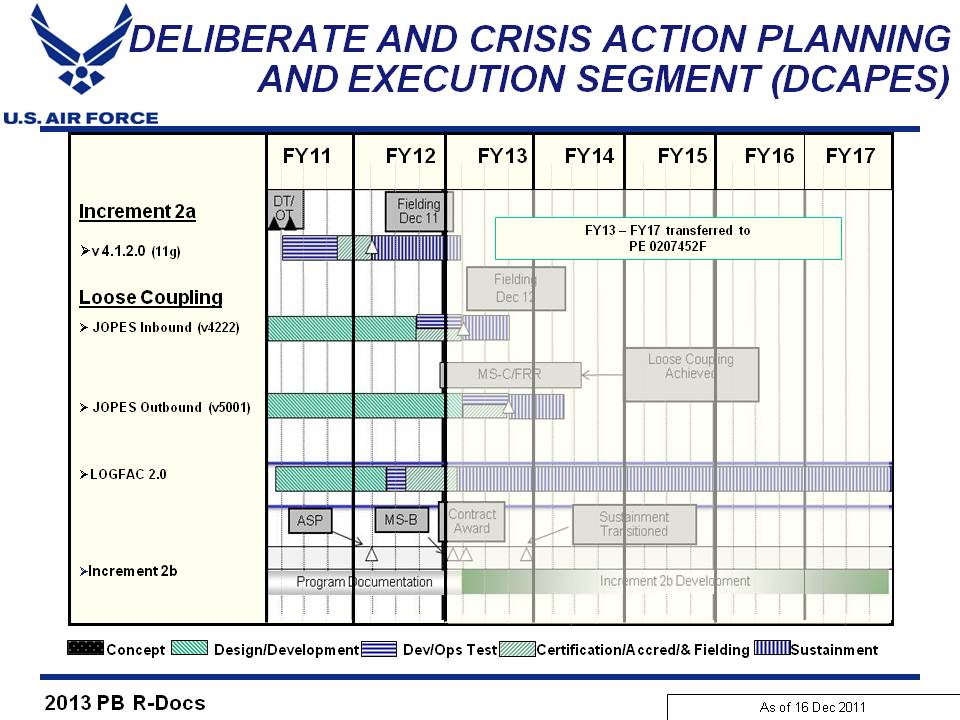 DELIBERATE AND CRISIS ACTION PLANNING
AND EXECUTION SEGMENT (DCAPES)
U.S. AIR FORCE
FY11 FY12 FY13 FY14 FY15 FY16 FY17
Increment 2a
DT/
OT
Fielding
Dec 11
FY13 – FY17 transferred to
PE 0207452F
v 4.1.2.0 (11g)
Fielding
Dec 12
Loose Coupling
JOPES Inbound (v4222)
MS-C/FRR
Loose Coupling
Achieved
JOPES Outbound (v5001)
LOGFAC 2.0
ASP
MS-B
Contract
Award
Sustainment
Transitioned
Increment 2b
Program Documentation
Increment 2b Development
Concept Design/Development Dev/Ops Test Certification/Accred/& Fielding Sustainment
2013 PB R-Docs
As of 16 Dec 2011